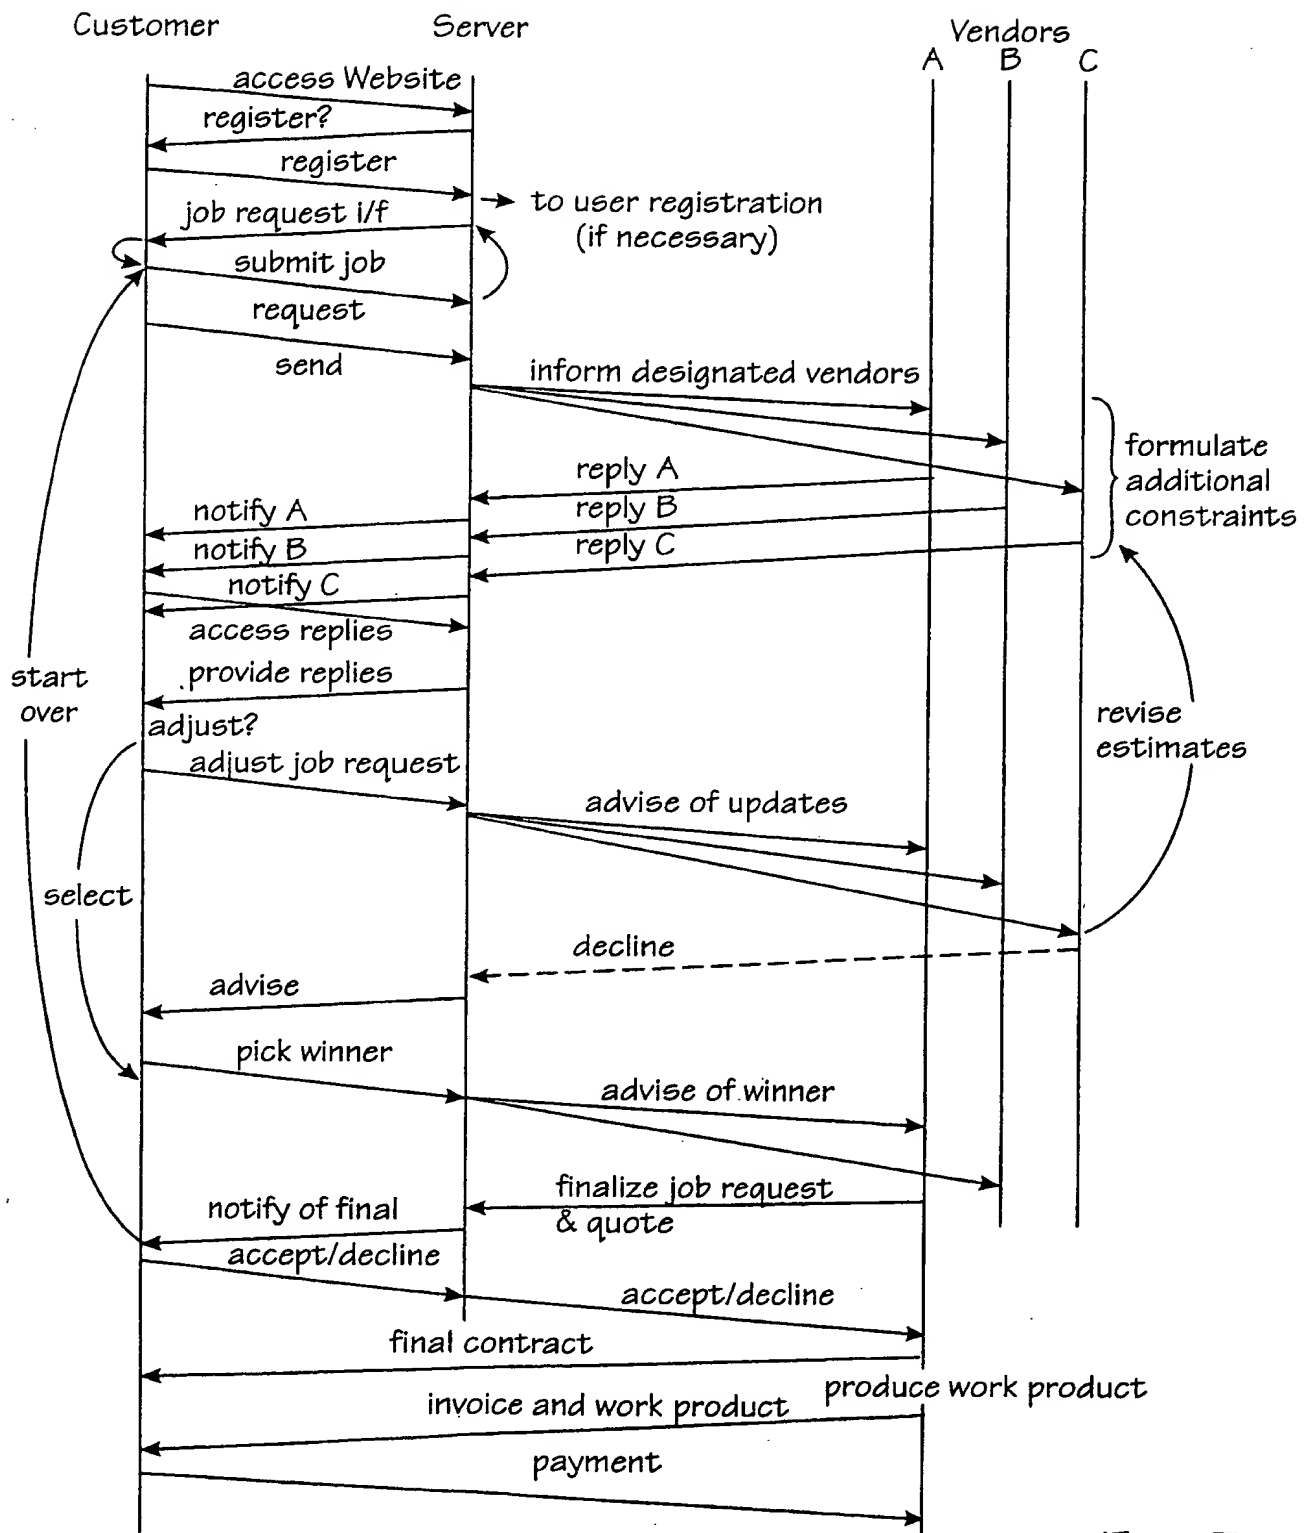 Customer
Server
Vendors
A B C
access Website
register?
register
to user registration
(if necessary)
job request i/f
submit job
request
send
inform designated vendors
formulate
additional
constraints
reply A
reply B
reply C
notify A
notify B
notify C
access replies
provide replies
start
over
adjust?
revise
estimates
adjust job request
advise of updates
select
decline
advise
pick winner
advise of winner
finalize job request
& quote
notify of final
accept/decline
accept/decline
final contract
produce work product
invoice and work product
payment